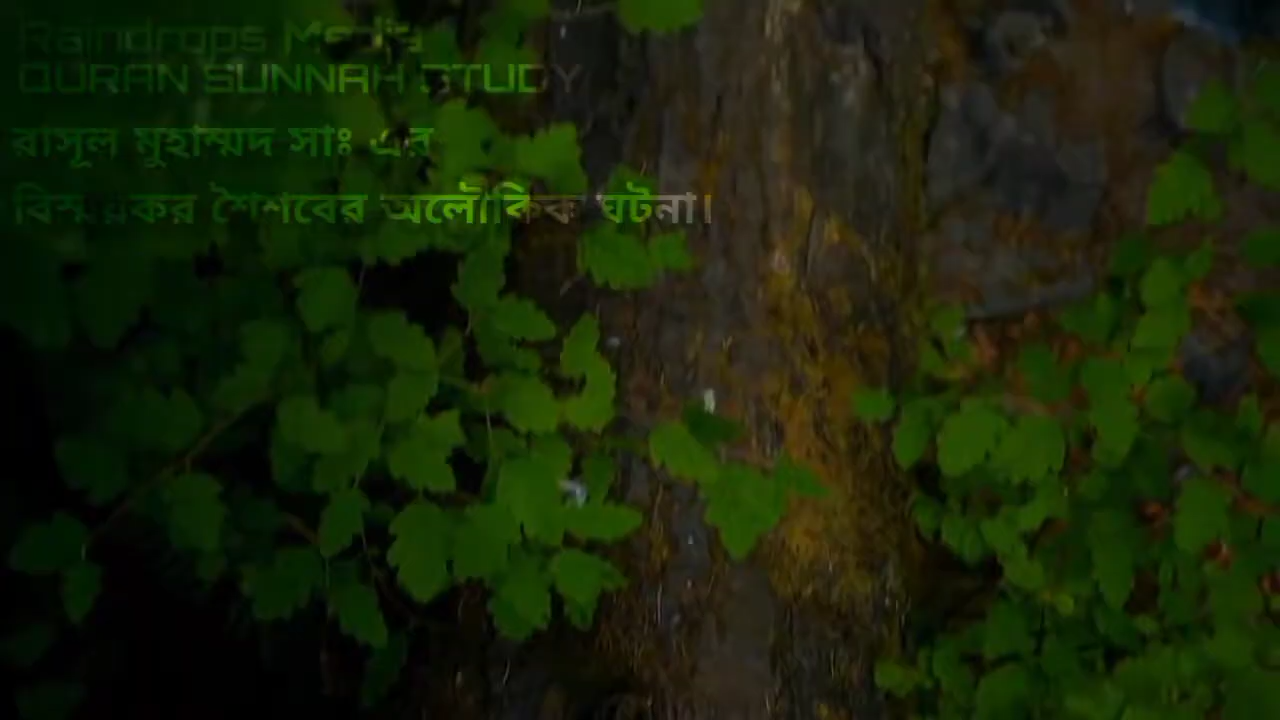 Raindrops Media
QURAN SUNNAH STUDY
রাসূল মুহাম্মদ সাঃ এর
বিস্ময়কর শৈশবের অলৌকিক ঘটনা।